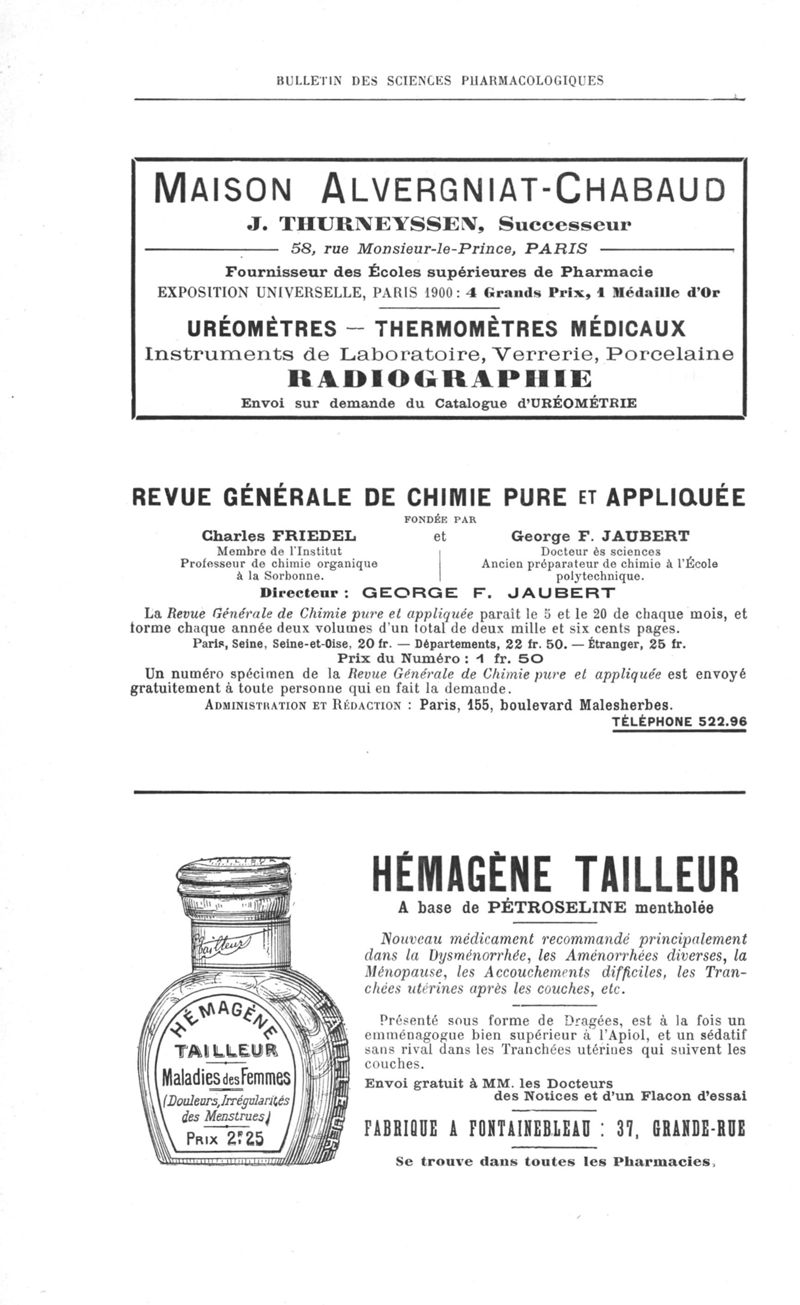 BULLETIN DES SCIENCES PHARMACOLOGIQUES
MAISON ALVERGNIAT-CHABAUD
J. THURNEYSSEN, Successeur
58, rue Monsieur-le-Prince, PARIS
Fournisseur des Écoles supérieures de Pharmacie
EXPOSITION UNIVERSELLE, PARIS 1900 : 4 Grands Prix, 1 Médaille d'Or
URÉOMÈTRES — THERMOMÈTRES MÉDICAUX
Instruments de Laboratoire, Verrerie, Porcelaine
RADIOGRAPHIE
Envoi sur demande du Catalogue d'URÉOMÉTRIE
REVUE GÉNÉRALE DE CHIMIE PURE ET APPLIQUÉE
FONDÉE PAR
Charles FRIEDEL et George F. JAUBERT
Membre de l'Institut Docteur ès sciences
Professeur de chimie organique Ancien préparateur de chimie à l'École
à la Sorbonne. polytechnique.
Directeur : GEORGE F. JAUBERT
La Revue Générale de Chimie pure et appliquée paraît le 5 et le 20 de chaque mois, et
forme chaque année deux volumes d'un total de deux mille et six cents pages.
Paris, Seine, Seine-et-Oise, 20 fr. — Départements, 22 fr. 50. — Étranger, 25 fr.
Prix du Numéro : 1 fr. 50
Un numéro spécimen de la Revue Générale de Chimie pure et appliquée est envoyé
gratuitement à toute personne qui en fait la demande.
ADMINISTRATION ET RÉDACTION : Paris, 155, boulevard Malesherbes.
TÉLÉPHONE 522.96
HÉMAGÈNE TAILLEUR
A base de PÉTROSELINE mentholée
Nouveau médicament recommandé principalement
dans la Dysménorrhée, les Aménorrhées diverses, la
Ménopause, les Accouchements difficiles, les Tran-
chées utérines après les couches, etc.
Présenté sous forme de Dragées, est à la fois un
emménagogue bien supérieur à l'Apiol, et un sédatif
sans rival dans les Tranchées utérines qui suivent les
couches.
Envoi gratuit à MM. les Docteurs
des Notices et d'un Flacon d'essai
FABRIQUE A FONTAINEBLEAU : 37, GRANDE-RUE
Se trouve dans toutes les Pharmacies.
Tailleur
HÉMAGÈNE
TAILLEUR
Maladies des Femmes
(Douleurs, Irrégularités
des Menstrues)
PRIX 2fr 25
TAILLEUR